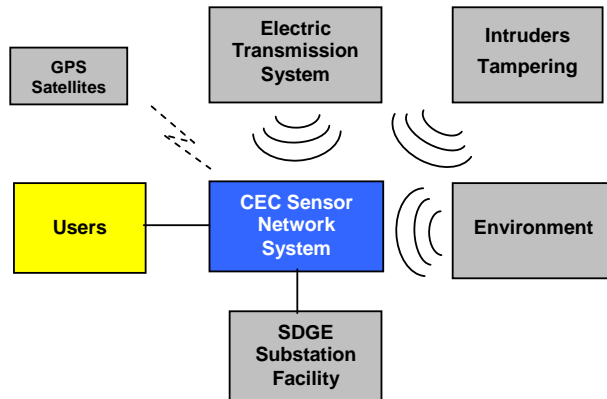 Electric
Transmission
System
Intruders
Tampering
GPS
Satellites
Users
CEC Sensor
Network
System
Environment
SDGE
Substation
Facility